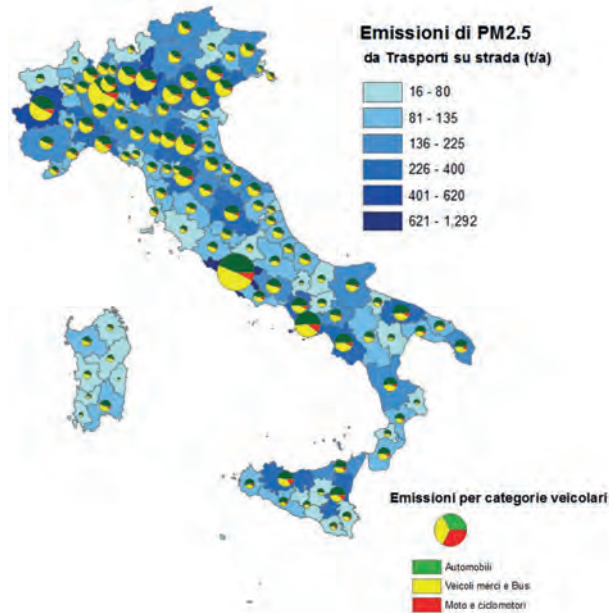 Emissioni di PM2.5
da Trasporti su strada (t/a)
16 - 80
81 - 135
136 - 225
226 - 400
401 - 620
621 - 1,292
Emissioni per categorie veicolari
Automobili
Veicoli merci e Bus
Moto e ciclomotori